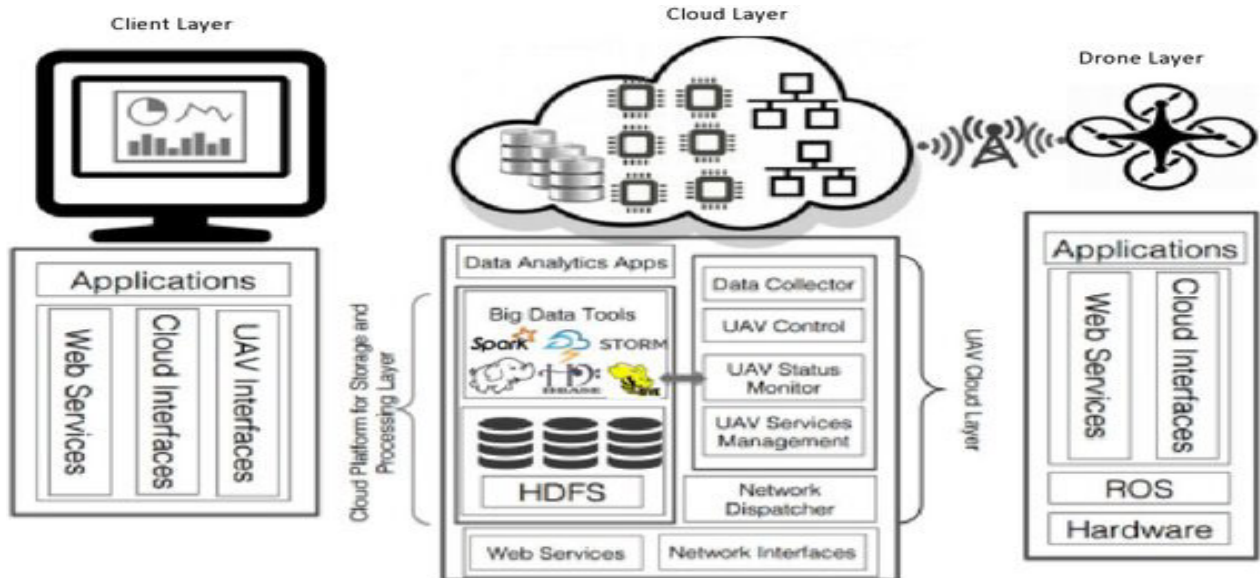 Client Layer
Cloud Layer
Drone Layer
Applications
Web Services
Cloud Interfaces
UAV Interfaces
Cloud Platform for Storage and
Processing Layer
Data Analytics Apps
Big Data Tools
Spark
STORM
HBASE
HIVE
HDFS
Data Collector
UAV Control
UAV Status
Monitor
UAV Services
Management
Network
Dispatcher
Web Services
Network Interfaces
UAV Cloud Layer
Applications
Web Services
Cloud Interfaces
ROS
Hardware